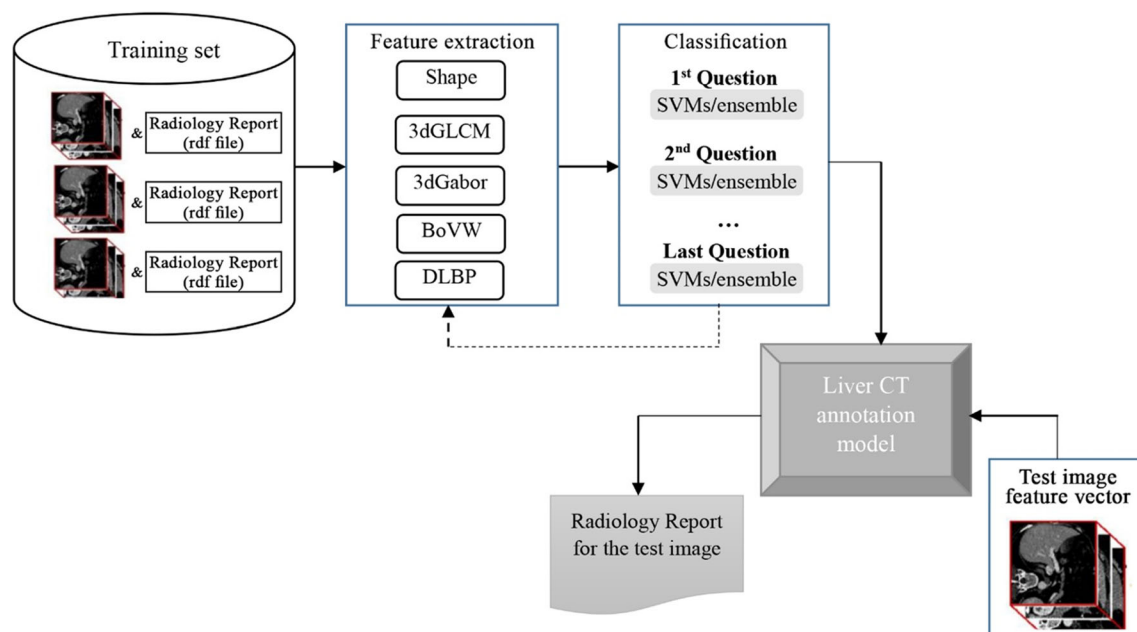 Training set
& Radiology Report
(rdf file)
& Radiology Report
(rdf file)
& Radiology Report
(rdf file)
Feature extraction
Shape
3dGLCM
3dGabor
BoVW
DLBP
Classification
1st Question
SVMs/ensemble
2nd Question
SVMs/ensemble
...
Last Question
SVMs/ensemble
Liver CT
annotation
model
Test image
feature vector
Radiology Report
for the test image